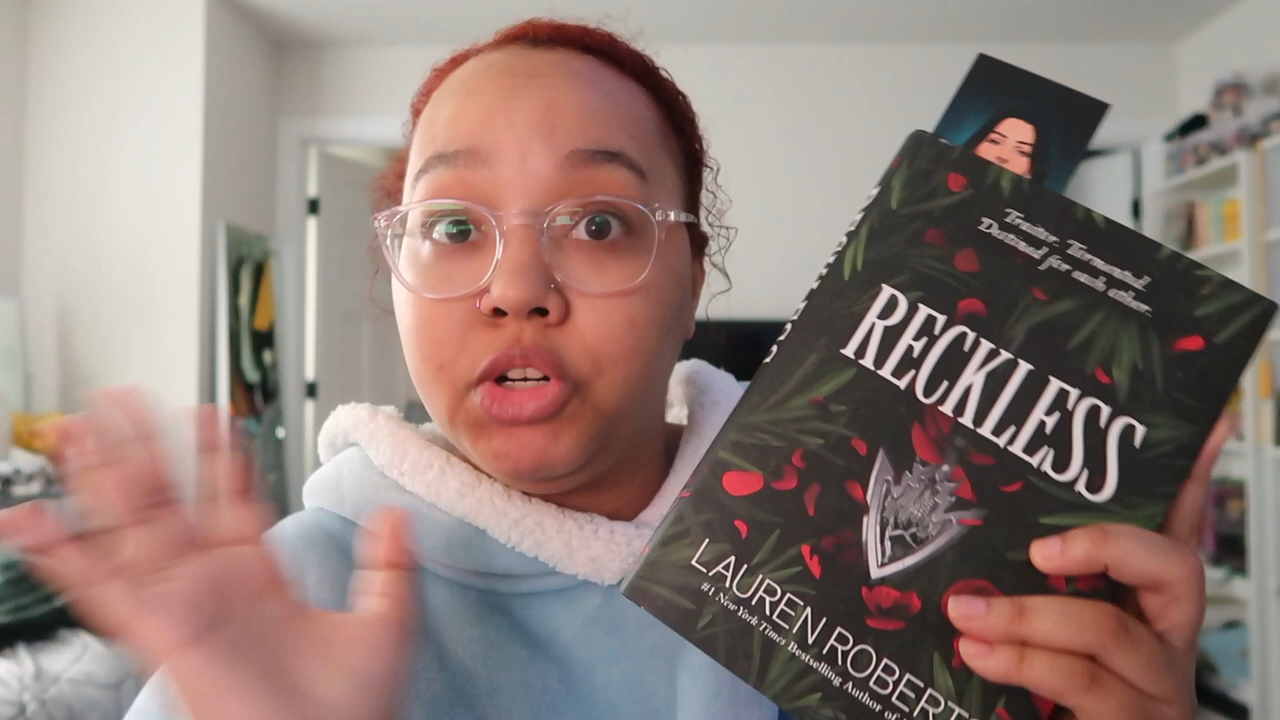 Traitor. Tormented.
Destined for each other.
RECKLESS
LAUREN ROBERTS
#1 New York Times Bestselling Author of